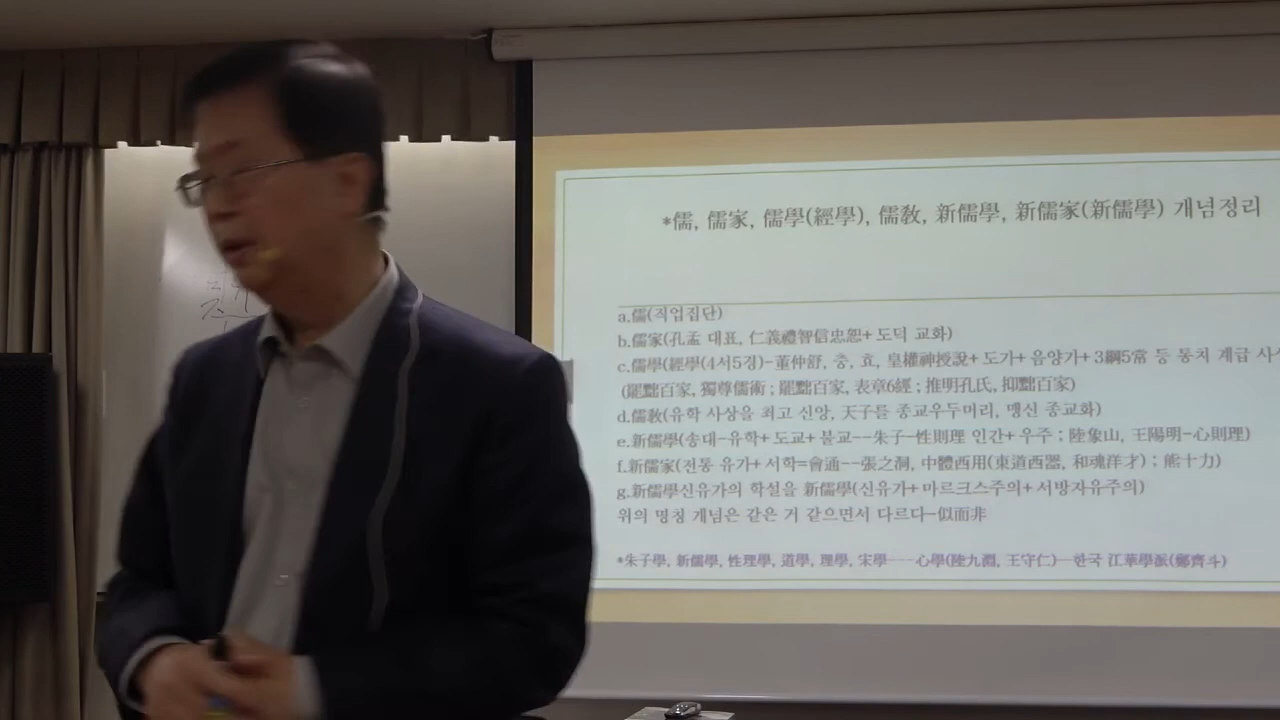 *儒, 儒家, 儒學(經學), 儒敎, 新儒學, 新儒家(新儒學) 개념정리
a.儒(직업집단)
b.儒家(孔孟 대표, 仁義禮智信忠恕+ 도덕 교화)
c.儒學(經學(4서5경)-董仲舒, 충, 효, 皇權神授說+ 도가+ 음양가+ 3綱5常 등 통치 계급 사상
(罷黜百家, 獨尊儒術 ; 罷黜百家, 表章6經 ; 推明孔氏, 抑黜百家)
d.儒敎(유학 사상을 최고 신앙, 天子를 종교우두머리, 맹신 종교화)
e.新儒學(송대-유학+ 도교+ 불교--朱子-性則理 인간+ 우주 ; 陸象山, 王陽明-心則理)
f.新儒家(전통 유가+ 서학=會通--張之洞, 中體西用(東道西器, 和魂洋才) ; 熊十力)
g.新儒學신유가의 학설을 新儒學(신유가+ 마르크스주의+ 서방자유주의)
위의 명칭 개념은 같은 거 같으면서 다르다-似而非
*朱子學, 新儒學, 性理學, 道學, 理學, 宋學---心學(陸九淵, 王守仁)-한국 江華學派(鄭齊斗)